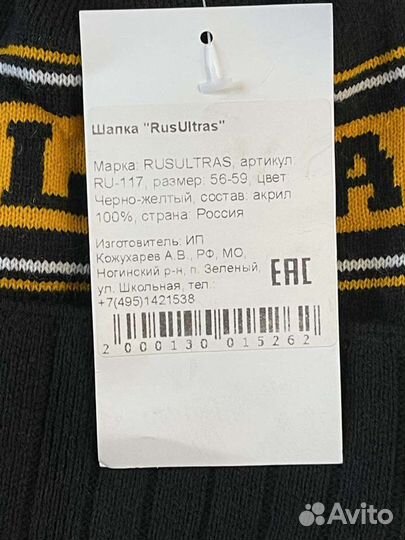 Шапка "RusUltras"
Марка: RUSULTRAS, артикул:
RU-117, размер: 56-59, цвет:
Черно-желтый, состав: акрил
100%, страна: Россия
Изготовитель: ИП
Кожухарев А.В., РФ, МО,
Ногинский р-н, п. Зеленый,
ул. Школьная, тел.:
+7(495)1421538
EAC
2 000130 015262
L A
Avito